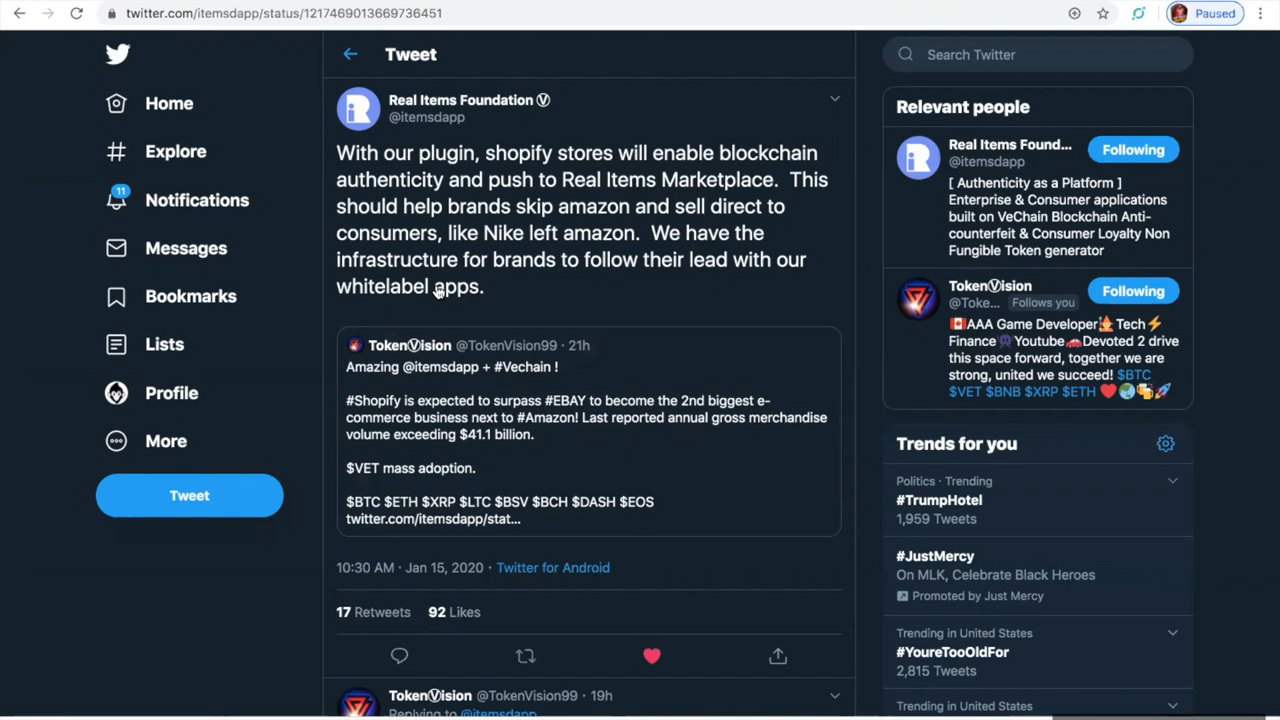 twitter.com/itemsdapp/status/1217469013669736451
Paused
Tweet
Search Twitter
Home
Explore
11
Notifications
Messages
Bookmarks
Lists
Profile
More
Tweet
Real Items Foundation Ⓥ
@itemsdapp
With our plugin, shopify stores will enable blockchain
authenticity and push to Real Items Marketplace. This
should help brands skip amazon and sell direct to
consumers, like Nike left amazon. We have the
infrastructure for brands to follow their lead with our
whitelabel apps.
TokenⓋision @TokenVision99 · 21h
Amazing @itemsdapp + #Vechain !
#Shopify is expected to surpass #EBAY to become the 2nd biggest e-
commerce business next to #Amazon! Last reported annual gross merchandise
volume exceeding $41.1 billion.
$VET mass adoption.
$BTC $ETH $XRP $LTC $BSV $BCH $DASH $EOS
twitter.com/itemsdapp/stat...
10:30 AM · Jan 15, 2020 · Twitter for Android
17 Retweets 92 Likes
TokenⓋision @TokenVision99 · 19h
Replying to @itemsdapp
Relevant people
Real Items Found...
@itemsdapp
Following
[ Authenticity as a Platform ]
Enterprise & Consumer applications
built on VeChain Blockchain Anti-
counterfeit & Consumer Loyalty Non
Fungible Token generator
TokenⓋision
@Toke... Follows you
Following
🇨🇦AAA Game Developer🔥Tech⚡
Finance Youtube🚗Devoted 2 drive
this space forward, together we are
strong, united we succeed! $BTC
$VET $BNB $XRP $ETH ❤️🌏🍻🚀
Trends for you
Politics · Trending
#TrumpHotel
1,959 Tweets
#JustMercy
On MLK, Celebrate Black Heroes
Promoted by Just Mercy
Trending in United States
#YoureTooOldFor
2,815 Tweets
Trending in United States